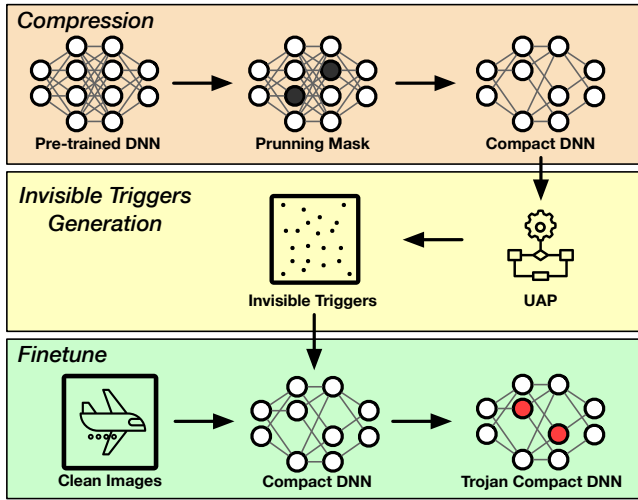 Compression
Pre-trained DNN
Prunning Mask
Compact DNN
Invisible Triggers
Generation
Invisible Triggers
UAP
Finetune
Clean Images
Compact DNN
Trojan Compact DNN